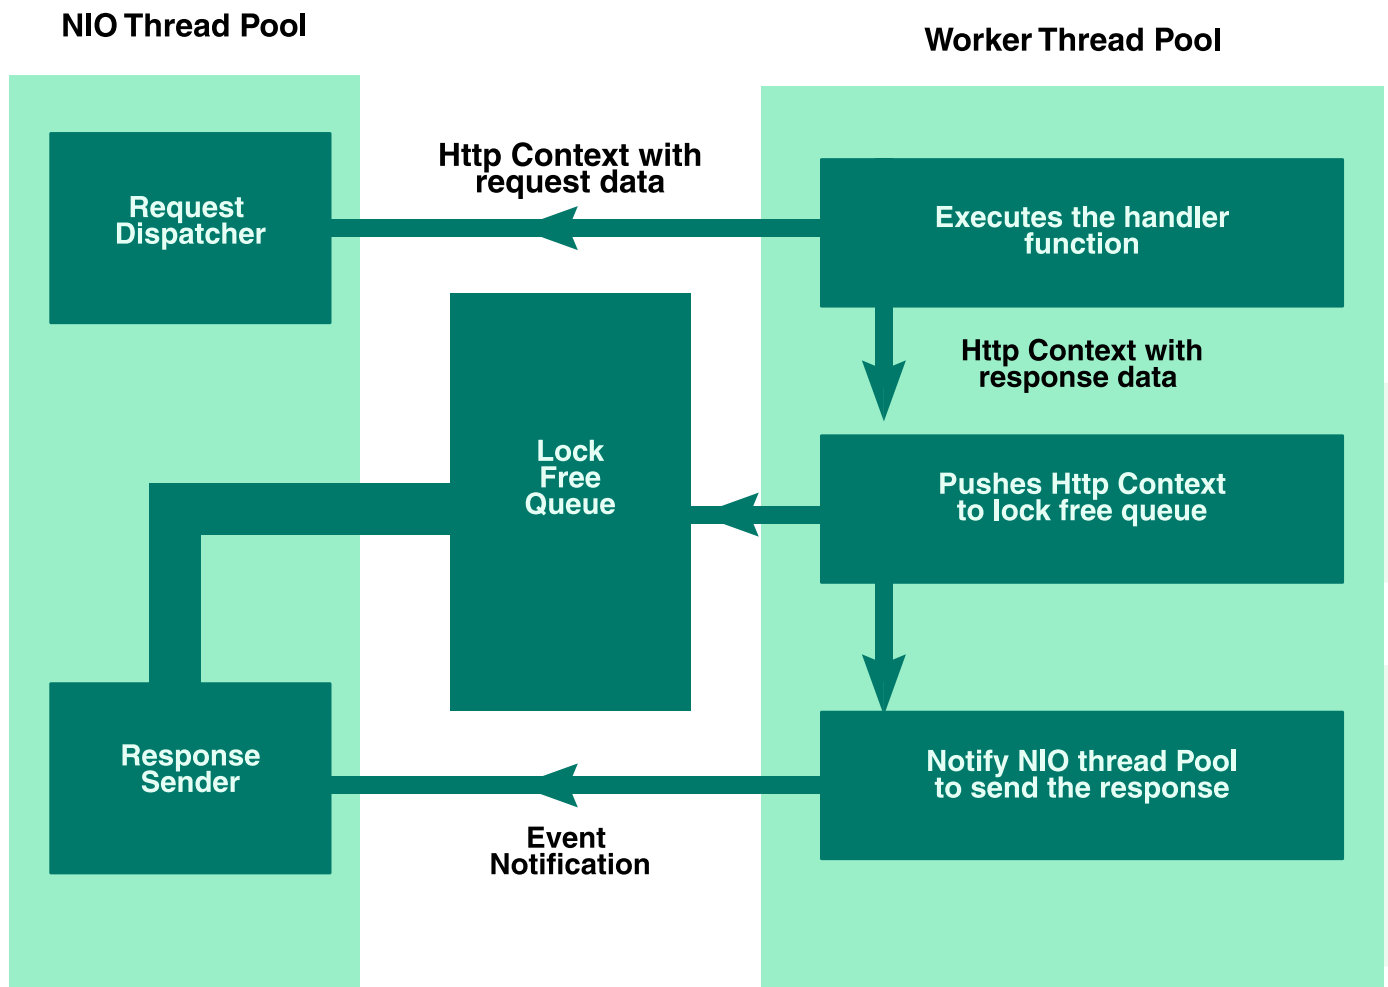 NIO Thread Pool
Worker Thread Pool
Request
Dispatcher
Http Context with
request data
Executes the handler
function
Http Context with
response data
Lock
Free
Queue
Pushes Http Context
to lock free queue
Response
Sender
Event
Notification
Notify NIO thread Pool
to send the response